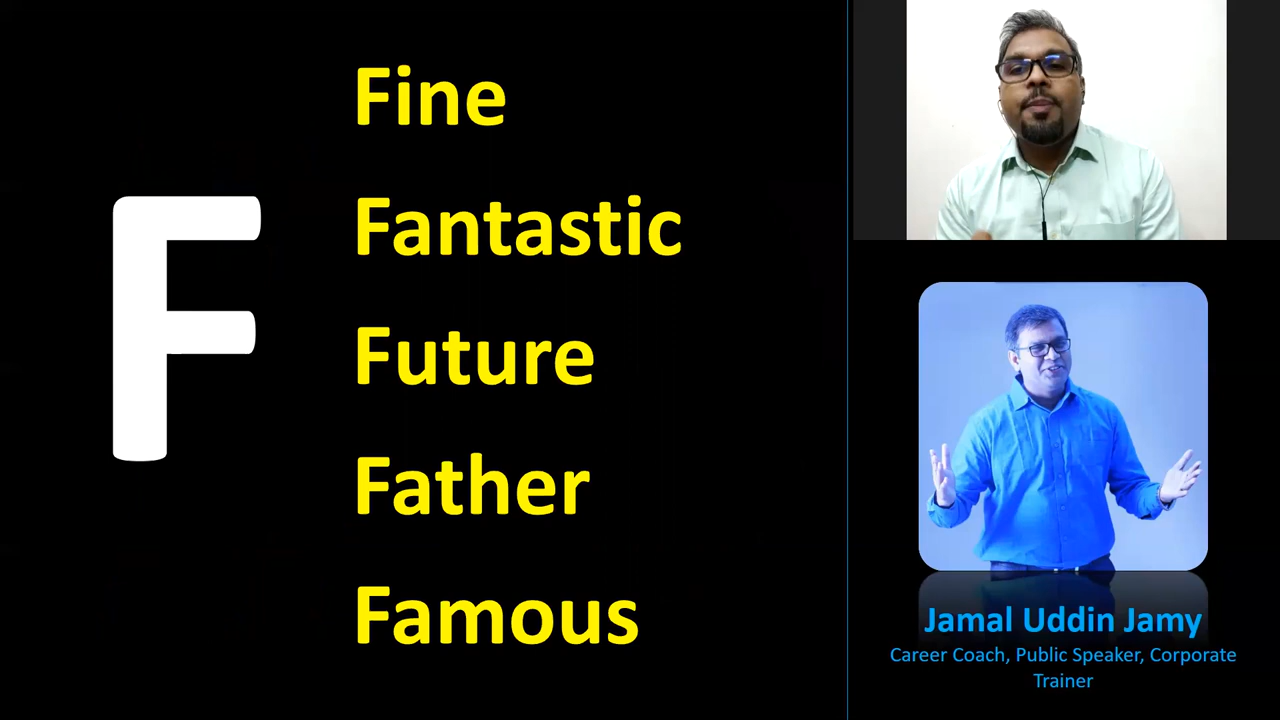 F
Fine
Fantastic
Future
Father
Famous
Jamal Uddin Jamy
Career Coach, Public Speaker, Corporate
Trainer